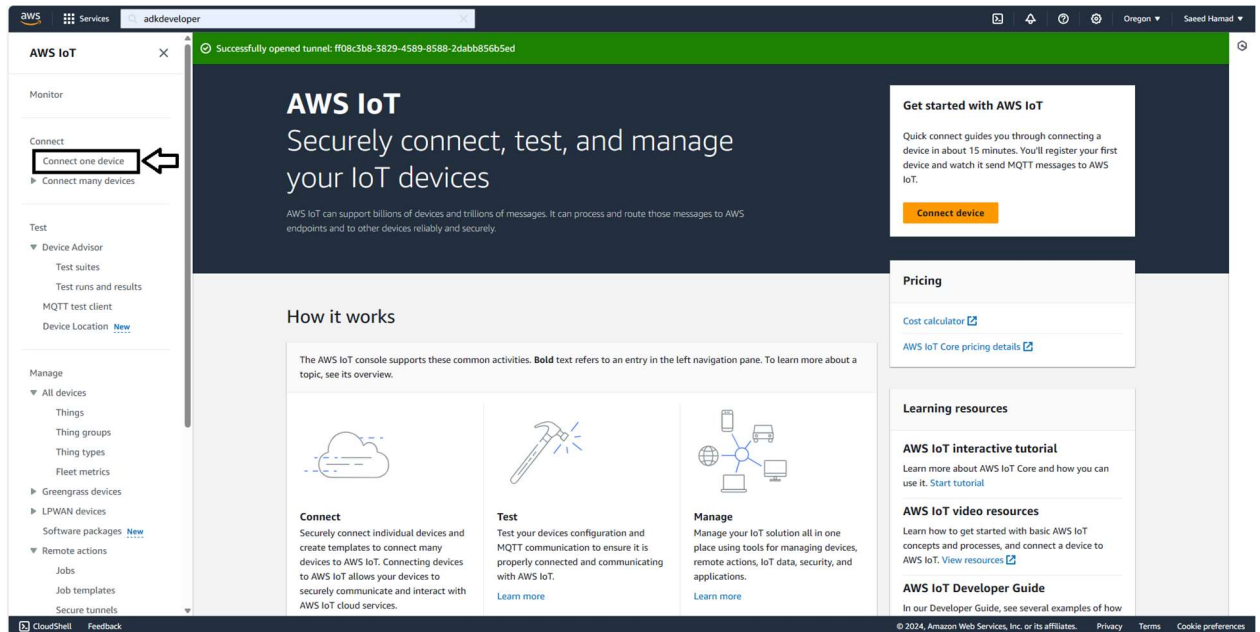 aws
Services
adkdeveloper
Oregon
Saeed Hamad
AWS IoT
Monitor
Connect
Connect one device
Connect many devices
Test
Device Advisor
Test suites
Test runs and results
MQTT test client
Device Location New
Manage
All devices
Things
Thing groups
Thing types
Fleet metrics
Greengrass devices
LPWAN devices
Software packages New
Remote actions
Jobs
Job templates
Secure tunnels
Successfully opened tunnel: ff08c3b8-3829-4589-8588-2dabb856b5ed
AWS IoT
Securely connect, test, and manage
your IoT devices
AWS IoT can support billions of devices and trillions of messages. It can process and route those messages to AWS
endpoints and to other devices reliably and securely.
Get started with AWS IoT
Quick connect guides you through connecting a
device in about 15 minutes. You'll register your first
device and watch it send MQTT messages to AWS
IoT.
Connect device
Pricing
Cost calculator
AWS IoT Core pricing details
How it works
The AWS IoT console supports these common activities. Bold text refers to an entry in the left navigation pane. To learn more about a
topic, see its overview.
Connect
Securely connect individual devices and
create templates to connect many
devices to AWS IoT. Connecting devices
to AWS IoT allows your devices to
securely communicate and interact with
AWS IoT cloud services.
Test
Test your devices configuration and
MQTT communication to ensure it is
properly connected and communicating
with AWS IoT.
Learn more
Manage
Manage your IoT solution all in one
place using tools for managing devices,
remote actions, IoT data, security, and
applications.
Learn more
Learning resources
AWS IoT interactive tutorial
Learn more about AWS IoT Core and how you can
use it. Start tutorial
AWS IoT video resources
Learn how to get started with basic AWS IoT
concepts and processes, and connect a device to
AWS IoT. View resources
AWS IoT Developer Guide
In our Developer Guide, see several examples of how
CloudShell
Feedback
© 2024, Amazon Web Services, Inc. or its affiliates.
Privacy
Terms
Cookie preferences